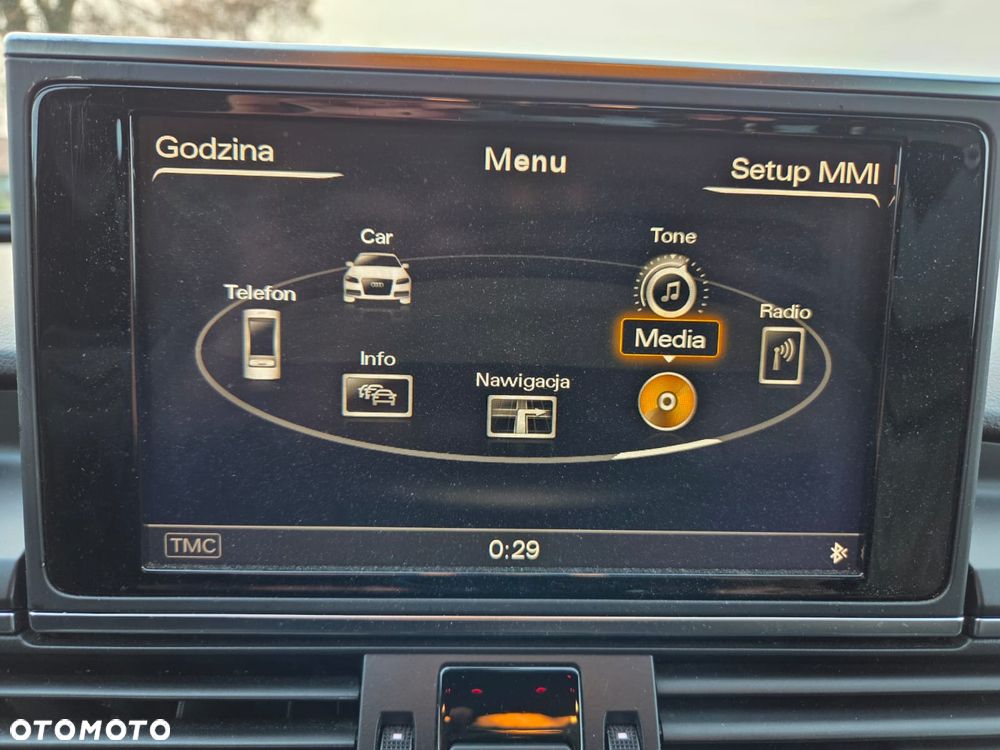 Godzina
Menu
Setup MMI
Car
Tone
Telefon
Radio
Media
Info
Nawigacja
TMC
0:29
OTOMOTO